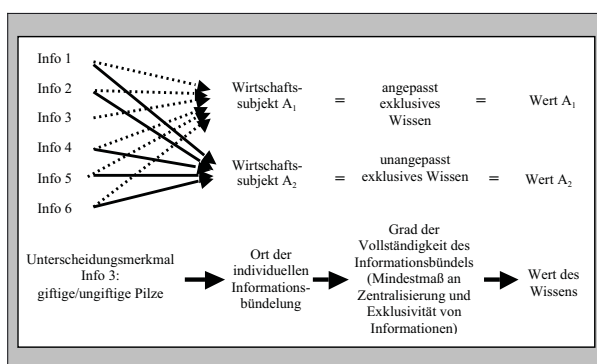 Info 1
Info 2
Info 3
Info 4
Info 5
Info 6
Wirtschafts-
subjekt A₁
=
angepasst
exklusives
Wissen
=
Wert A₁
Wirtschafts-
subjekt A₂
=
unangepasst
exklusives Wissen
=
Wert A₂
Unterscheidungsmerkmal
Info 3:
giftige/ungiftige Pilze
Ort der
individuellen
Informations-
bündelung
Grad der
Vollständigkeit des
Informationsbündels
(Mindestmaß an
Zentralisierung und
Exklusivität von
Informationen)
Wert des
Wissens